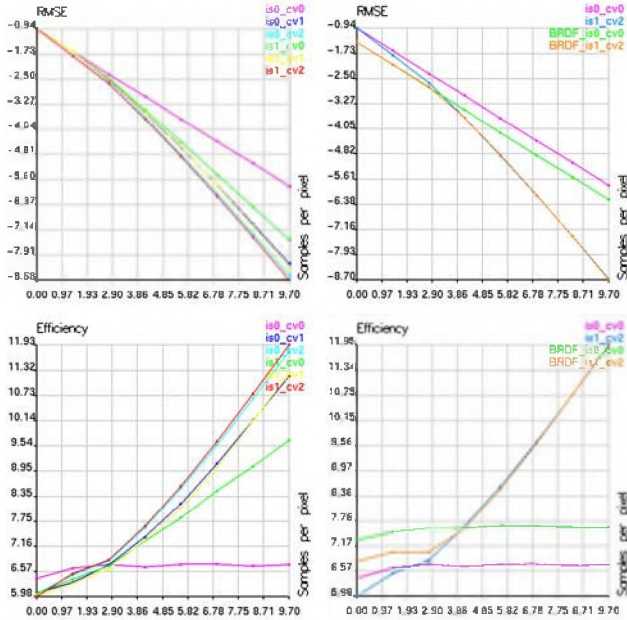 RMSE
is0_cv0
is0_cv1
is0_cv2
is1_cv0
is1_cv1
is1_cv2
-0.94
-1.73
-2.50
-3.27
-4.05
-4.81
-5.60
-6.37
-7.14
-7.91
-8.68
0.00 0.97 1.93 2.90 3.86 4.85 5.82 6.78 7.75 8.71 9.70
Samples per pixel
RMSE
is0_cv0
is1_cv2
BRDF_is0_cv0
BRDF_is1_cv2
-0.94
-1.73
-2.50
-3.27
-4.05
-4.81
-5.61
-6.38
-7.16
-7.93
-8.70
0.00 0.97 1.93 2.90 3.86 4.85 5.82 6.78 7.75 8.71 9.70
Samples per pixel
Efficiency
is0_cv0
is0_cv1
is0_cv2
is1_cv0
is1_cv1
is1_cv2
11.93
11.32
10.73
10.14
9.54
8.95
8.35
7.75
7.16
6.57
5.98
0.00 0.97 1.93 2.90 3.86 4.85 5.82 6.78 7.75 8.71 9.70
Samples per pixel
Efficiency
is0_cv0
is1_cv2
BRDF_is0_cv0
BRDF_is1_cv2
11.95
11.34
10.75
10.15
9.54
8.97
8.35
7.76
7.17
6.57
5.98
0.00 0.97 1.93 2.90 3.86 4.85 5.82 6.78 7.75 8.71 9.70
Samples per pixel